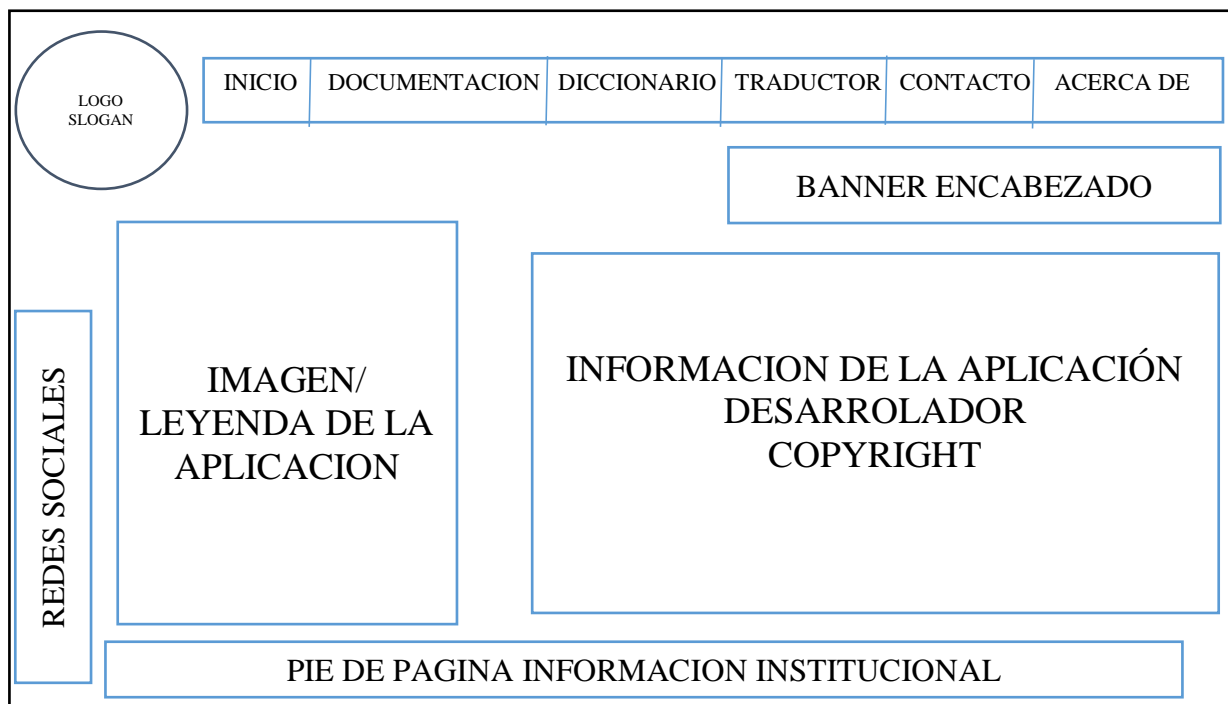 LOGO
SLOGAN
INICIO DOCUMENTACION DICCIONARIO TRADUCTOR CONTACTO ACERCA DE
BANNER ENCABEZADO
REDES SOCIALES
IMAGEN/
LEYENDA DE LA
APLICACION
INFORMACION DE LA APLICACIÓN
DESARROLADOR
COPYRIGHT
PIE DE PAGINA INFORMACION INSTITUCIONAL